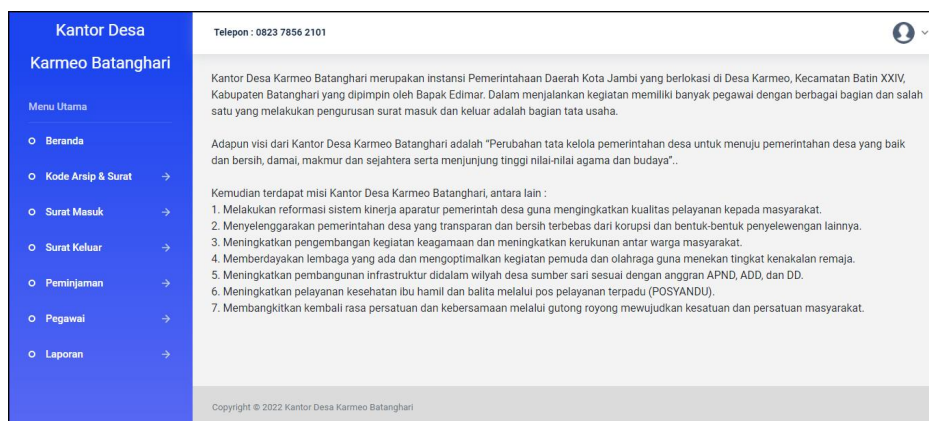 Kantor Desa
Karmeo Batanghari
Menu Utama
Beranda
Kode Arsip & Surat
Surat Masuk
Surat Keluar
Peminjaman
Pegawai
Laporan
Telepon : 0823 7856 2101
Kantor Desa Karmeo Batanghari merupakan instansi Pemerintahaan Daerah Kota Jambi yang berlokasi di Desa Karmeo, Kecamatan Batin XXIV,
Kabupaten Batanghari yang dipimpin oleh Bapak Edimar. Dalam menjalankan kegiatan memiliki banyak pegawai dengan berbagai bagian dan salah
satu yang melakukan pengurusan surat masuk dan keluar adalah bagian tata usaha.
Adapun visi dari Kantor Desa Karmeo Batanghari adalah “Perubahan tata kelola pemerintahan desa untuk menuju pemerintahan desa yang baik
dan bersih, damai, makmur dan sejahtera serta menjunjung tinggi nilai-nilai agama dan budaya”..
Kemudian terdapat misi Kantor Desa Karmeo Batanghari, antara lain :
1. Melakukan reformasi sistem kinerja aparatur pemerintah desa guna mengingkatkan kualitas pelayanan kepada masyarakat.
2. Menyelenggarakan pemerintahan desa yang transparan dan bersih terbebas dari korupsi dan bentuk-bentuk penyelewengan lainnya.
3. Meningkatkan pengembangan kegiatan keagamaan dan meningkatkan kerukunan antar warga masyarakat.
4. Memberdayakan lembaga yang ada dan mengoptimalkan kegiatan pemuda dan olahraga guna menekan tingkat kenakalan remaja.
5. Meningkatkan pembangunan infrastruktur didalam wilyah desa sumber sari sesuai dengan anggran APND, ADD, dan DD.
6. Meningkatkan pelayanan kesehatan ibu hamil dan balita melalui pos pelayanan terpadu (POSYANDU).
7. Membangkitkan kembali rasa persatuan dan kebersamaan melalui gutong royong mewujudkan kesatuan dan persatuan masyarakat.
Copyright © 2022 Kantor Desa Karmeo Batanghari